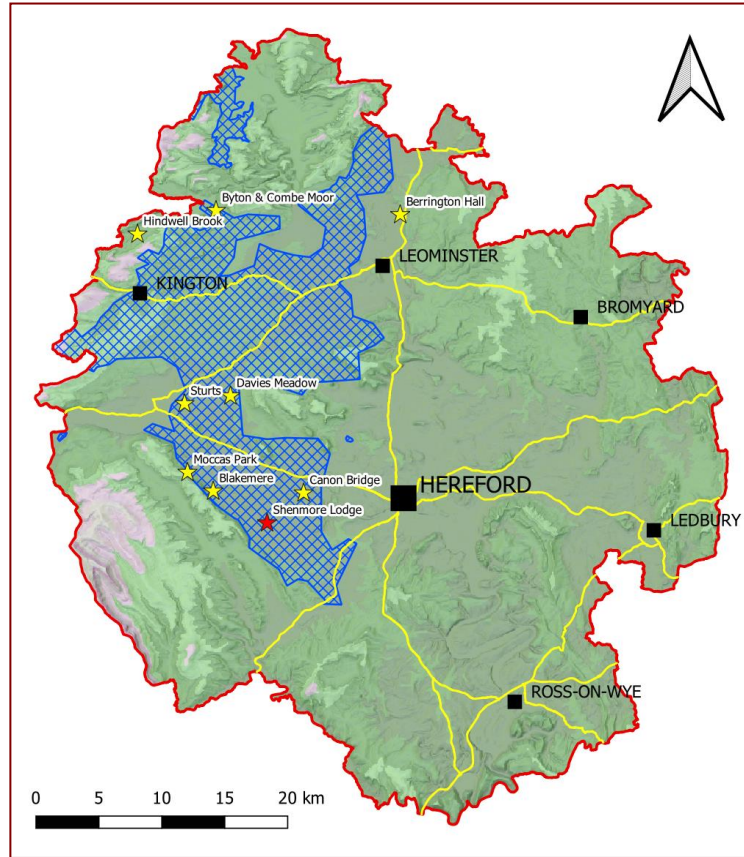 Byton & Combe Moor
Hindwell Brook
Berrington Hall
LEOMINSTER
KINGTON
BROMYARD
Davies Meadow
Sturts
Moccas Park
Blakemere
Canon Bridge
HEREFORD
Shenmore Lodge
LEDBURY
ROSS-ON-WYE
0 5 10 15 20 km